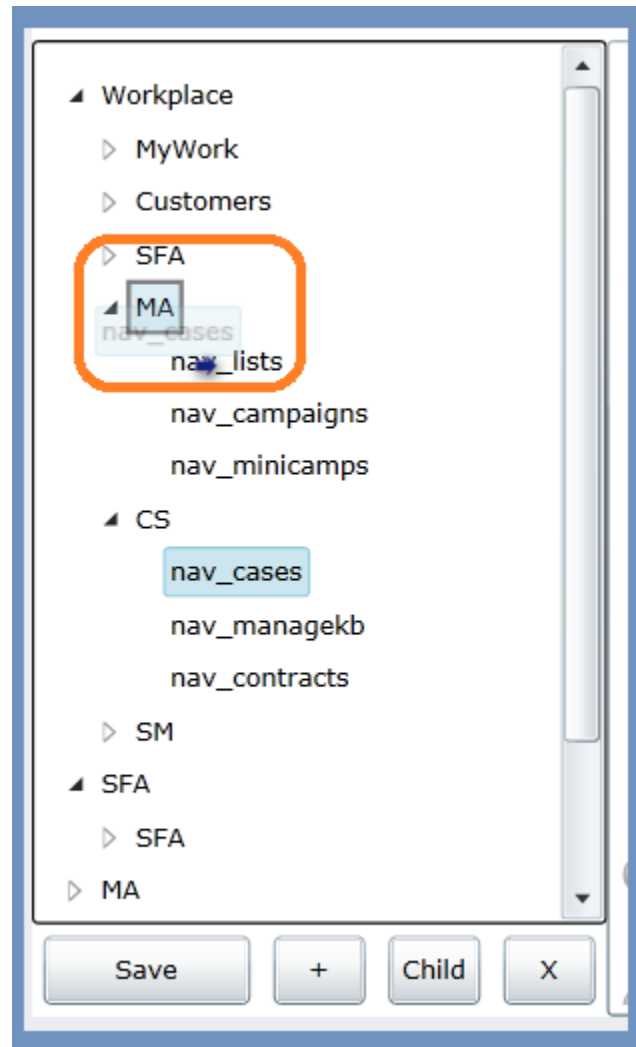 Workplace
MyWork
Customers
SFA
MA
nav_cases
nav_lists
nav_campaigns
nav_minicamps
CS
nav_cases
nav_managekb
nav_contracts
SM
SFA
SFA
MA
Save + Child X